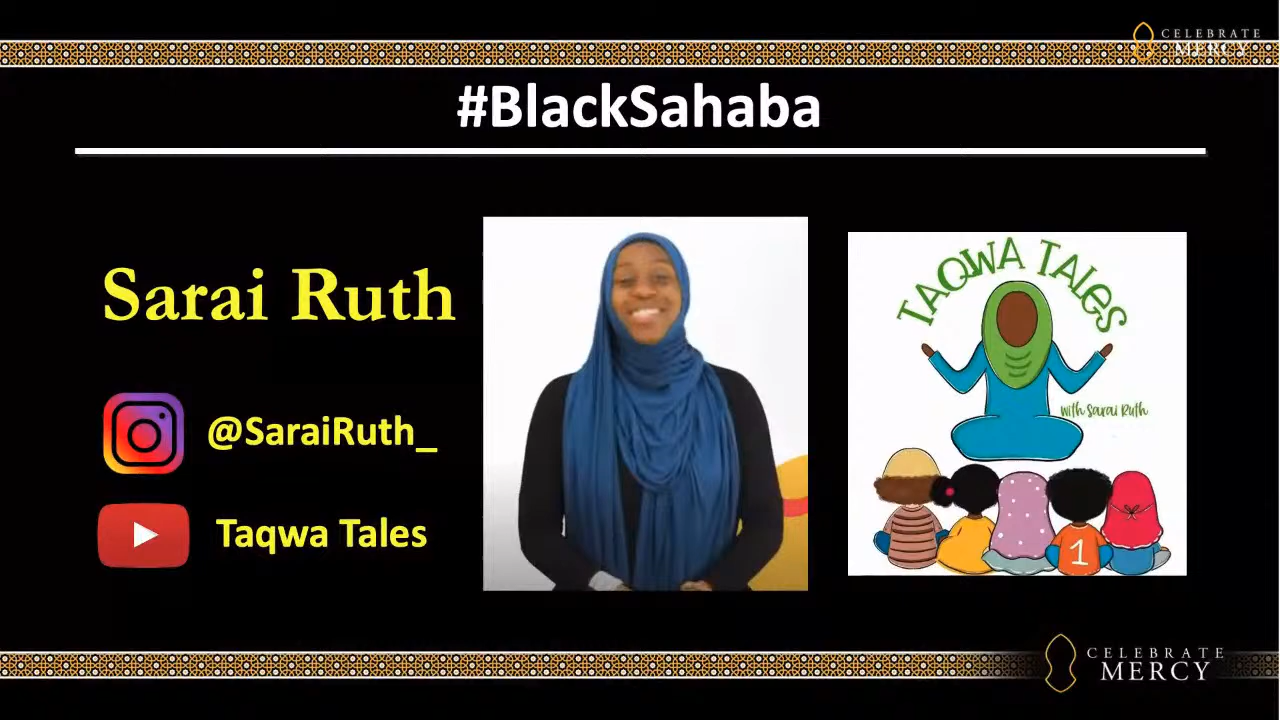 CELEBRATE
MERCY
#BlackSahaba
Sarai Ruth
@SaraiRuth_
Taqwa Tales
TAQWA TALES
with Sarai Ruth
1
CELEBRATE
MERCY